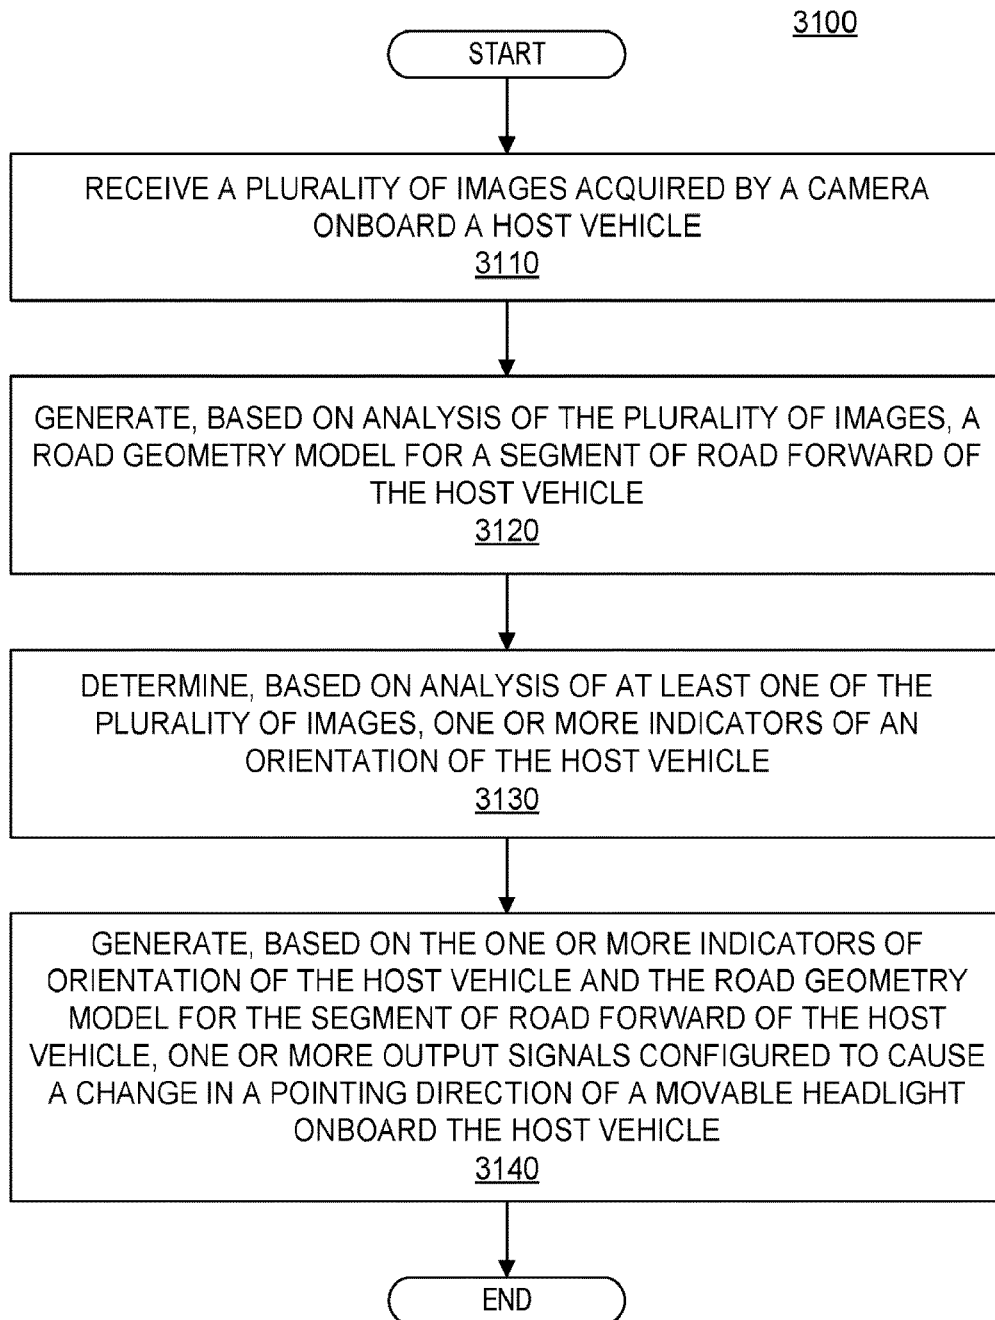 3100
START
RECEIVE A PLURALITY OF IMAGES ACQUIRED BY A CAMERA
ONBOARD A HOST VEHICLE
3110
GENERATE, BASED ON ANALYSIS OF THE PLURALITY OF IMAGES, A
ROAD GEOMETRY MODEL FOR A SEGMENT OF ROAD FORWARD OF
THE HOST VEHICLE
3120
DETERMINE, BASED ON ANALYSIS OF AT LEAST ONE OF THE
PLURALITY OF IMAGES, ONE OR MORE INDICATORS OF AN
ORIENTATION OF THE HOST VEHICLE
3130
GENERATE, BASED ON THE ONE OR MORE INDICATORS OF
ORIENTATION OF THE HOST VEHICLE AND THE ROAD GEOMETRY
MODEL FOR THE SEGMENT OF ROAD FORWARD OF THE HOST
VEHICLE, ONE OR MORE OUTPUT SIGNALS CONFIGURED TO CAUSE
A CHANGE IN A POINTING DIRECTION OF A MOVABLE HEADLIGHT
ONBOARD THE HOST VEHICLE
3140
END